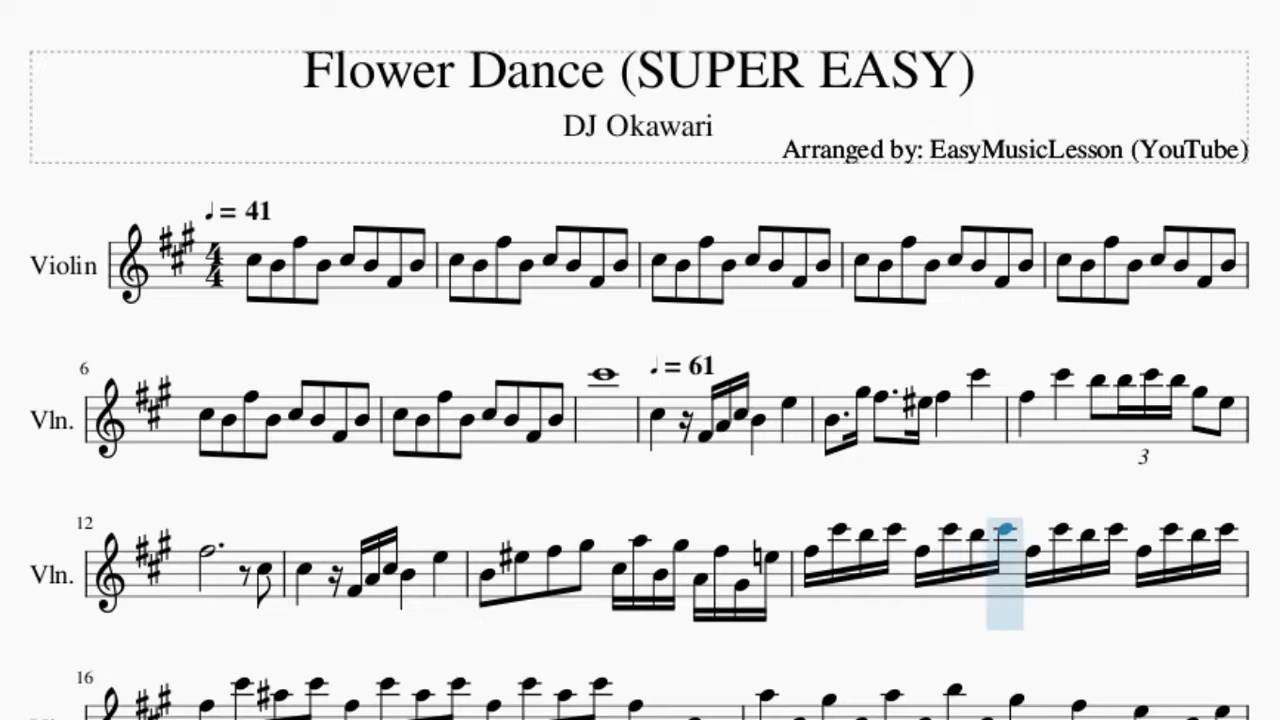 Flower Dance (SUPER EASY)
DJ Okawari
Arranged by: EasyMusicLesson (YouTube)
♩ = 41
Violin
4/4
6
♩ = 61
Vln.
3
12
Vln.
16